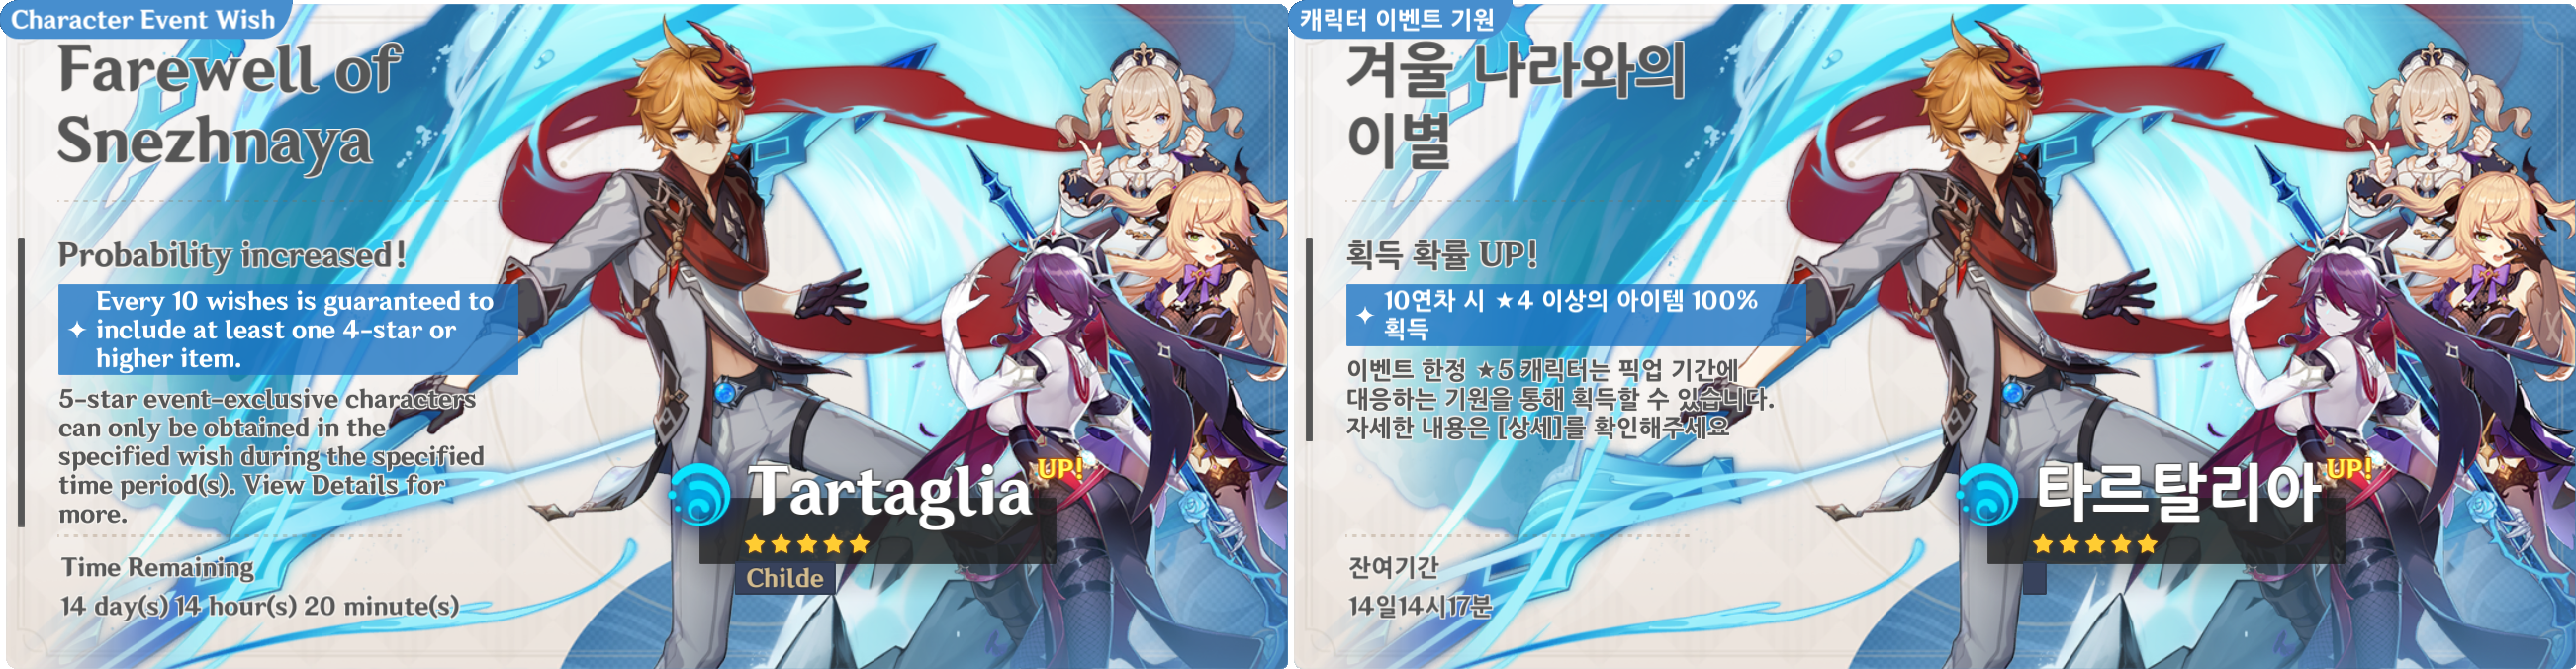 Character Event Wish
Farewell of
Snezhnaya
Probability increased!
Every 10 wishes is guaranteed to
include at least one 4-star or
higher item.
5-star event-exclusive characters
can only be obtained in the
specified wish during the specified
time period(s). View Details for
more.
Time Remaining
14 day(s) 14 hour(s) 20 minute(s)
Tartaglia UP!
Childe
캐릭터 이벤트 기원
겨울 나라와의
이별
획득 확률 UP!
10연차 시 ★4 이상의 아이템 100%
획득
이벤트 한정 ★5 캐릭터는 픽업 기간에
대응하는 기원을 통해 획득할 수 있습니다.
자세한 내용은 [상세]를 확인해주세요
잔여기간
14일14시17분
타르탈리아 UP!